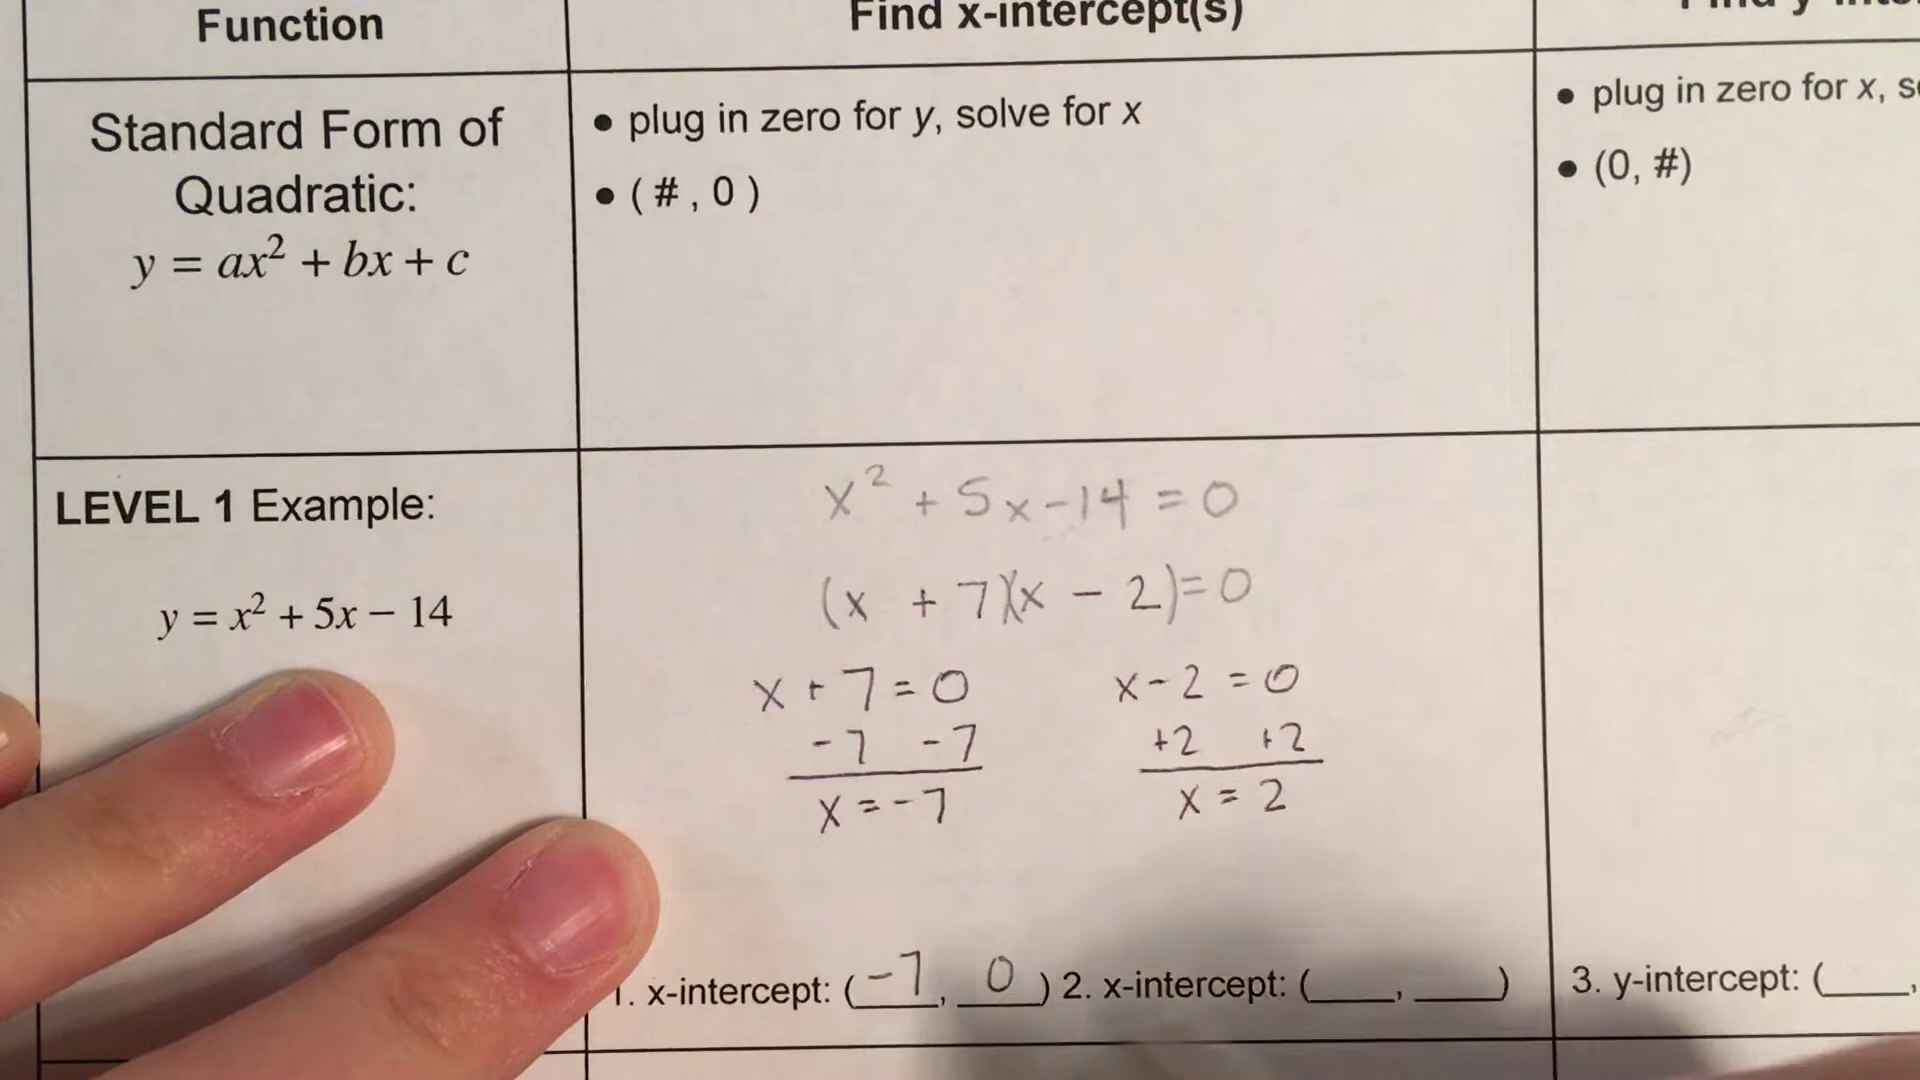 Function
Find x-intercept(s)
Standard Form of
Quadratic:
y = ax² + bx + c
• plug in zero for y, solve for x
• ( # , 0 )
• plug in zero for x,
• (0, #)
LEVEL 1 Example:
y = x² + 5x – 14
x² + 5x - 14 = 0
(x + 7)(x - 2) = 0
x + 7 = 0
- 7 - 7
x = - 7
x - 2 = 0
+2 +2
x = 2
1. x-intercept: (-7, 0) 2. x-intercept: (____, ____)
3. y-intercept: (____,